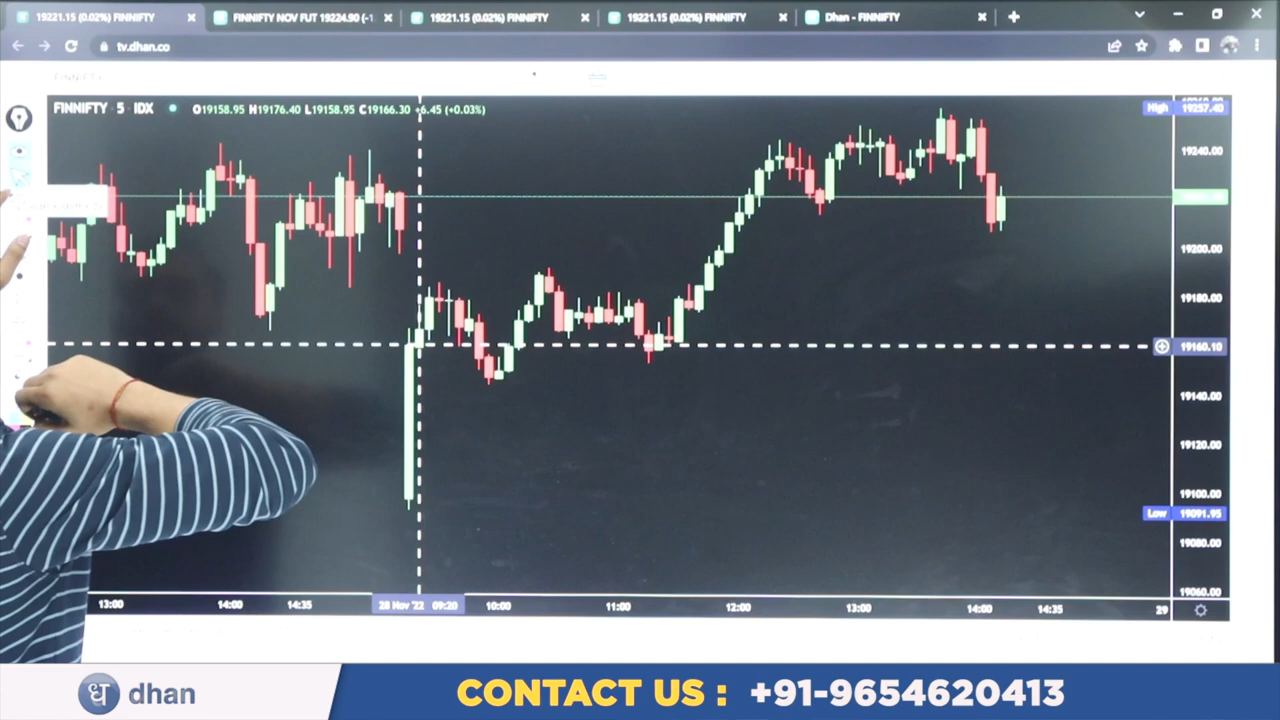 19221.15 (0.02%) FINNIFTY
FINNIFTY NOV FUT 19224.90 (-1
19221.15 (0.02%) FINNIFTY
19221.15 (0.02%) FINNIFTY
Dhan - FINNIFTY
tv.dhan.co
FINNIFTY
FINNIFTY · 5 · IDX
O19158.95 H19176.40 L19158.95 C19166.30 +6.45 (+0.03%)
High 19257.40
19240.00
19200.00
19180.00
19160.10
19140.00
19120.00
19100.00
Low 19091.95
19080.00
19060.00
13:00 14:00 14:35 28 Nov '22 09:20 10:00 11:00 12:00 13:00 14:00 14:35 29
ध dhan
CONTACT US : +91-9654620413